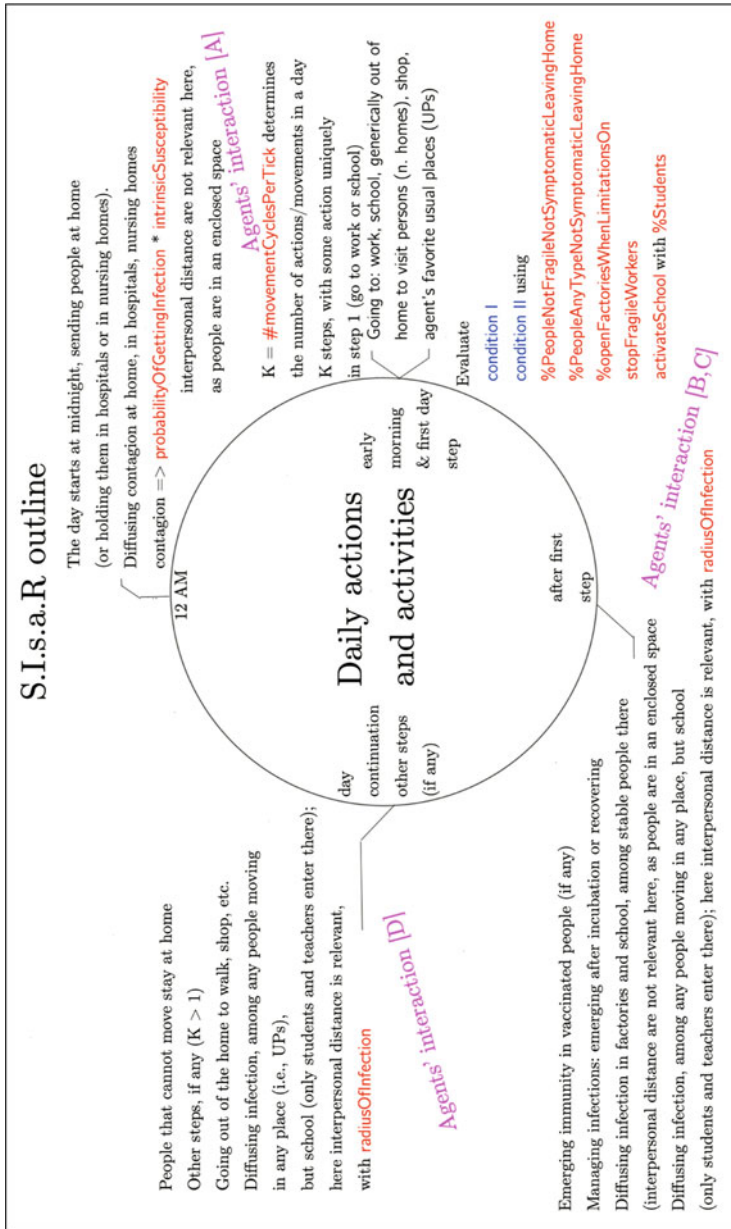 S.I.s.a.R outline
The day starts at midnight, sending people at home
(or holding them in hospitals or in nursing homes).
Diffusing contagion at home, in hospitals, nursing homes
contagion => probabilityOfGettingInfection * intrinsicSusceptibility
interpersonal distance are not relevant here,
as people are in an enclosed space
Agents' interaction [A]
12 AM
K = #movementCyclesPerTick determines
the number of actions/movements in a day
K steps, with some action uniquely
in step 1 (go to work or school)
Going to: work, school, generically out of
home to visit persons (n. homes), shop,
agent's favorite usual places (UPs)
early
morning
& first day
step
Evaluate
condition I
condition II using
%PeopleNotFragileNotSymptomaticLeavingHome
%PeopleAnyTypeNotSymptomaticLeavingHome
%openFactoriesWhenLimitationsOn
stopFragileWorkers
activateSchool with %Students
Daily actions
and activities
after first
step
Agents' interaction [B,C]
Emerging immunity in vaccinated people (if any)
Managing infections: emerging after incubation or recovering
Diffusing infection in factories and school, among stable people there
(interpersonal distance are not relevant here, as people are in an enclosed space
Diffusing infection, among any people moving in any place, but school
(only students and teachers enter there); here interpersonal distance is relevant, with radiusOfInfection
day
continuation
other steps
(if any)
People that cannot move stay at home
Other steps, if any (K > 1)
Going out of the home to walk, shop, etc.
Diffusing infection, among any people moving
in any place (i.e., UPs),
but school (only students and teachers enter there);
here interpersonal distance is relevant,
with radiusOfInfection
Agents' interaction [D]